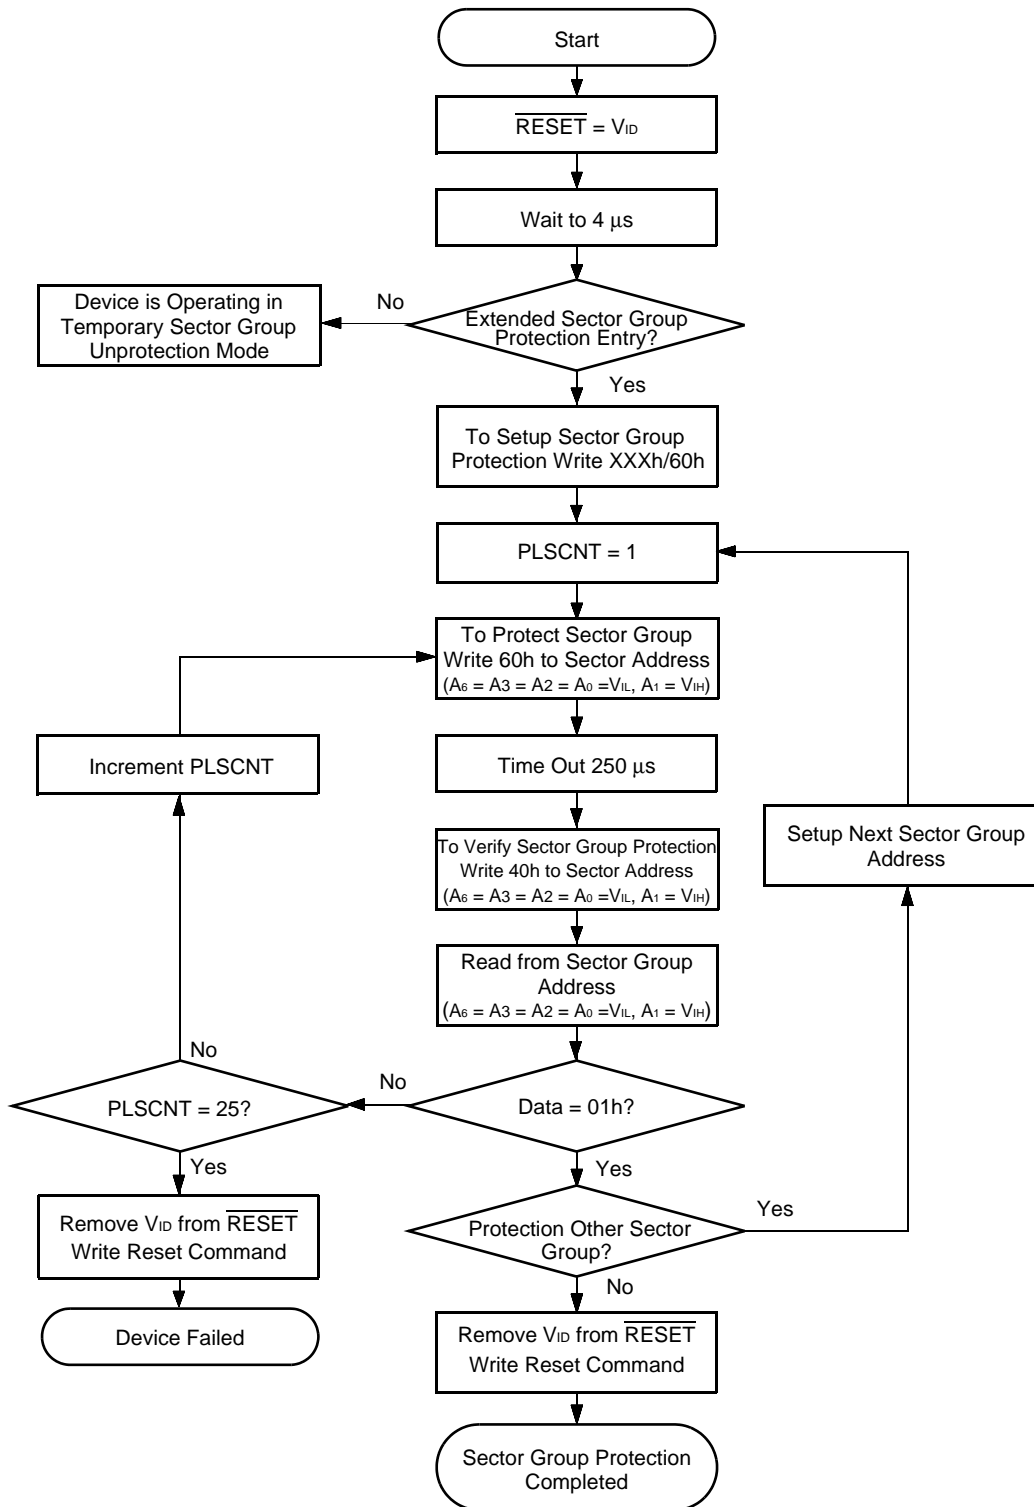 Start
RESET = VID
Wait to 4 μs
Device is Operating in
Temporary Sector Group
Unprotection Mode
No
Extended Sector Group
Protection Entry?
Yes
To Setup Sector Group
Protection Write XXXh/60h
PLSCNT = 1
To Protect Sector Group
Write 60h to Sector Address
(A6 = A3 = A2 = A0 =VIL, A1 = VIH)
Increment PLSCNT
Time Out 250 μs
Setup Next Sector Group
Address
To Verify Sector Group Protection
Write 40h to Sector Address
(A6 = A3 = A2 = A0 =VIL, A1 = VIH)
Read from Sector Group
Address
(A6 = A3 = A2 = A0 =VIL, A1 = VIH)
No
PLSCNT = 25?
No
Data = 01h?
Yes
Yes
Remove VID from RESET
Write Reset Command
Protection Other Sector
Group?
Yes
No
Device Failed
Remove VID from RESET
Write Reset Command
Sector Group Protection
Completed